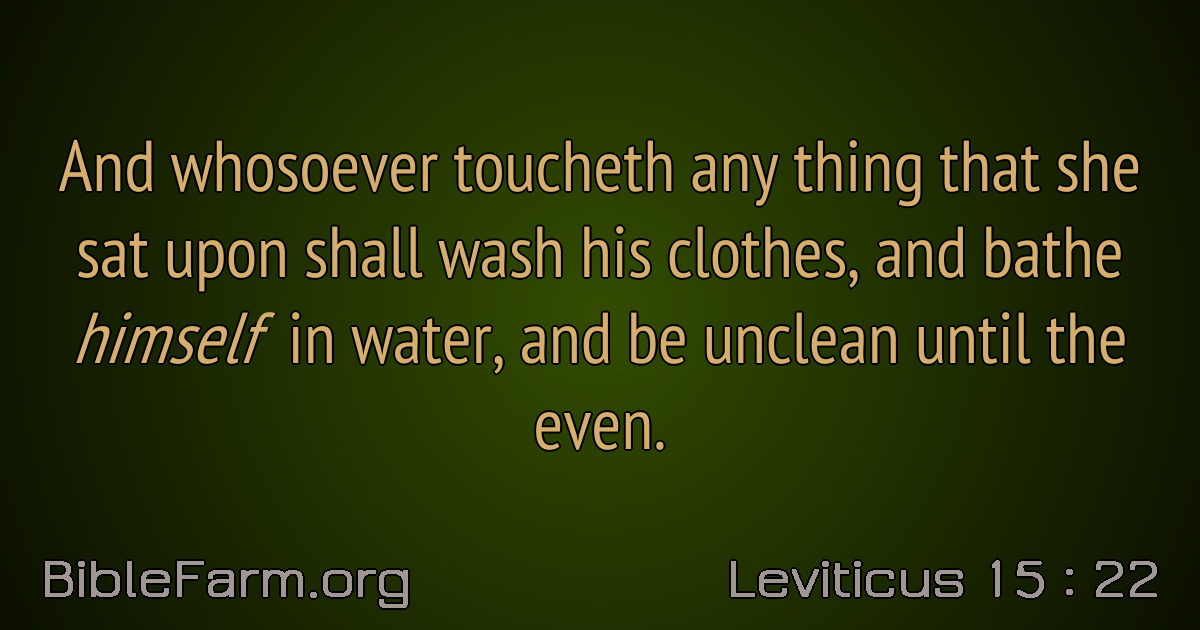 And whosoever toucheth any thing that she
sat upon shall wash his clothes, and bathe
himself in water, and be unclean until the
even.
BibleFarm.org
Leviticus 15 : 22